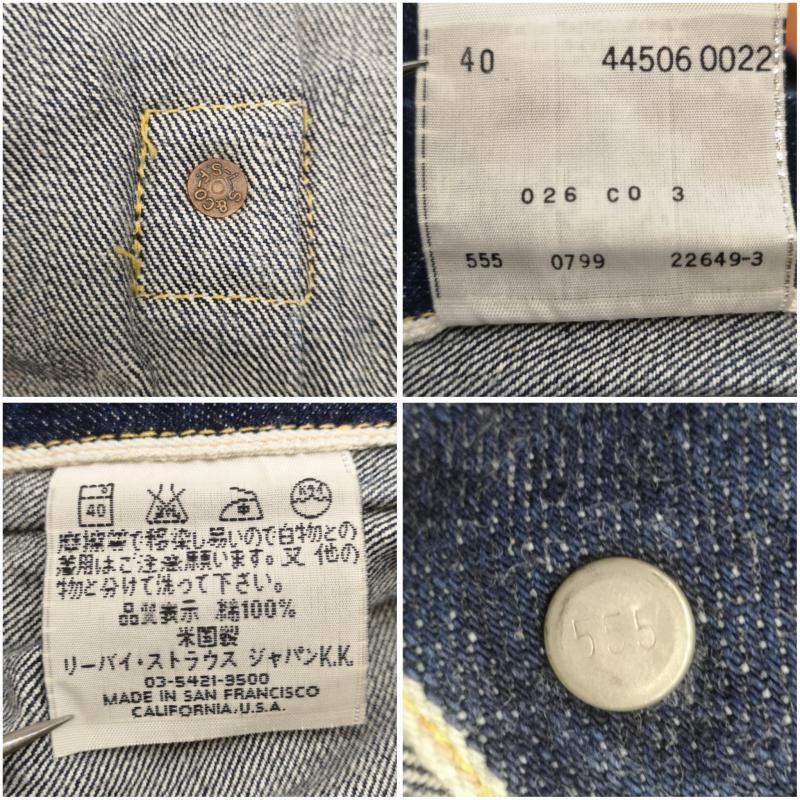 L.S. & CO. S.F.
40 44506 0022
026 CO 3
555 0799 22649-3
40
摩擦等で移染し易いので白物との
着用はご注意願います。又 他の
物と分けて洗って下さい。
品質表示 綿100%
米国製
リーバイ・ストラウス ジャパンK.K.
03-5421-9500
MADE IN SAN FRANCISCO
CALIFORNIA,U.S.A.
555